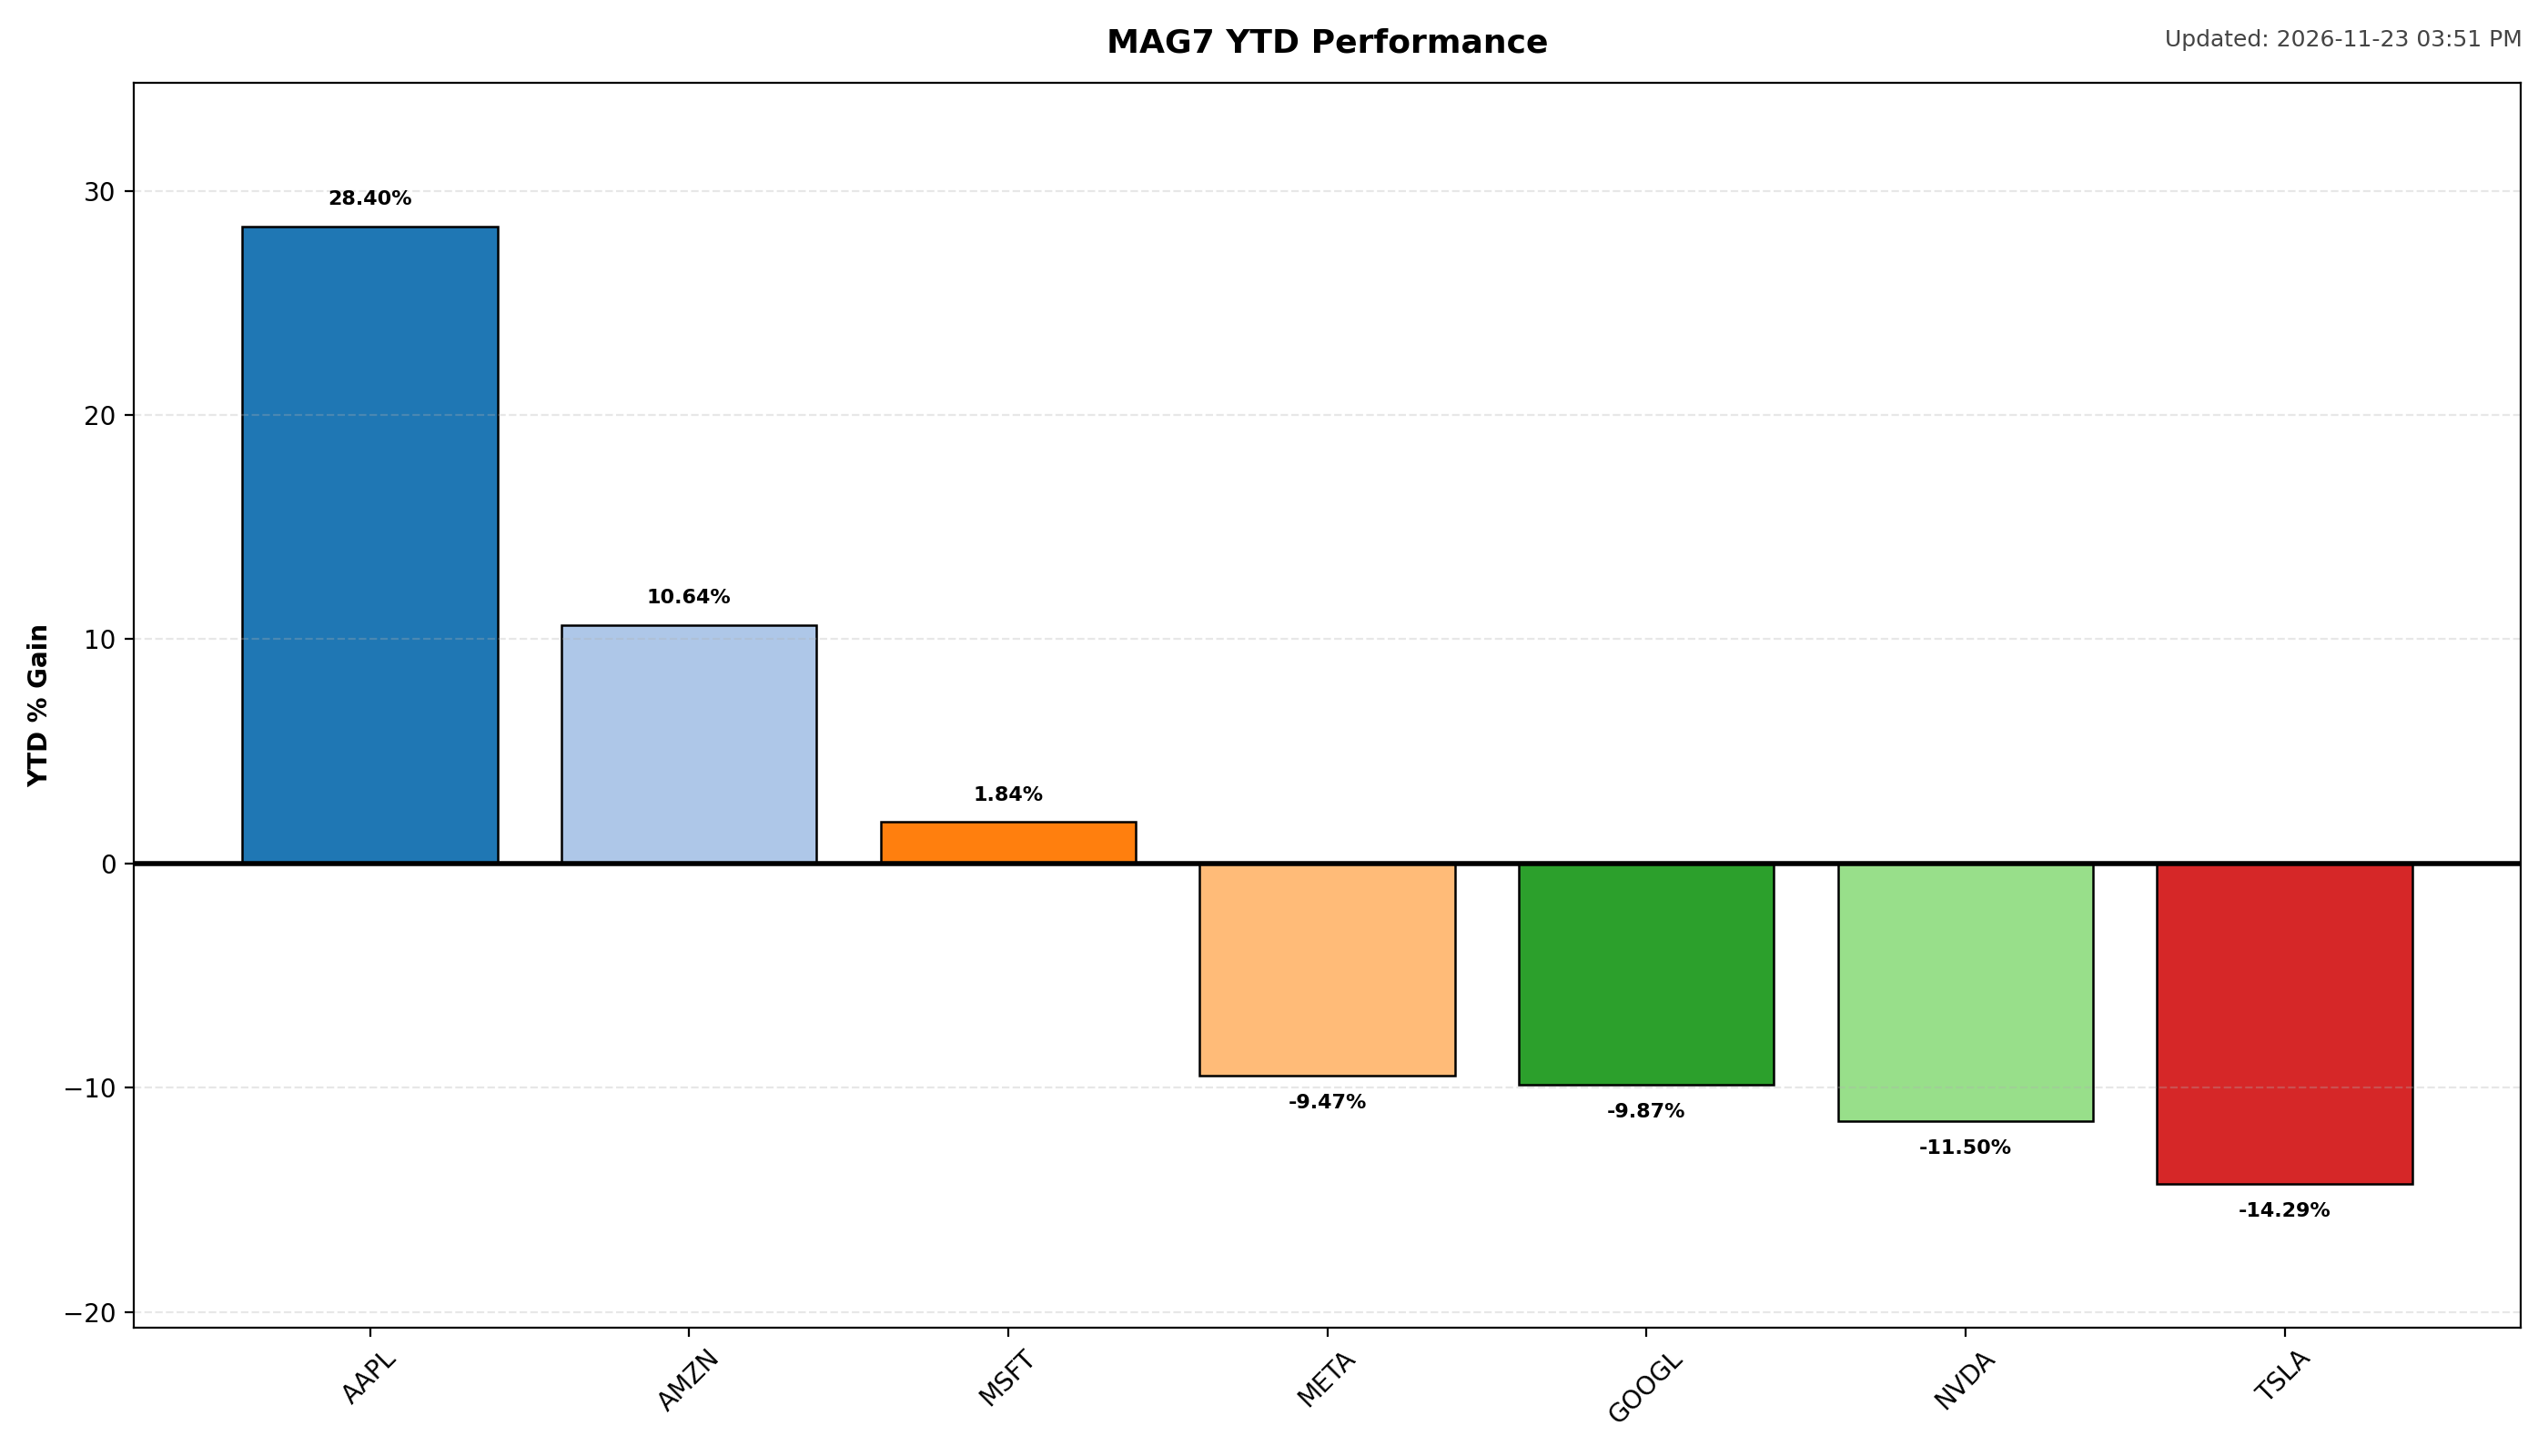 MAG7 YTD Performance
Updated: 2026-11-23 03:51 PM
YTD % Gain
30
20
10
0
−10
−20
28.40%
10.64%
1.84%
-9.47%
-9.87%
-11.50%
-14.29%
AAPL
AMZN
MSFT
META
GOOGL
NVDA
TSLA